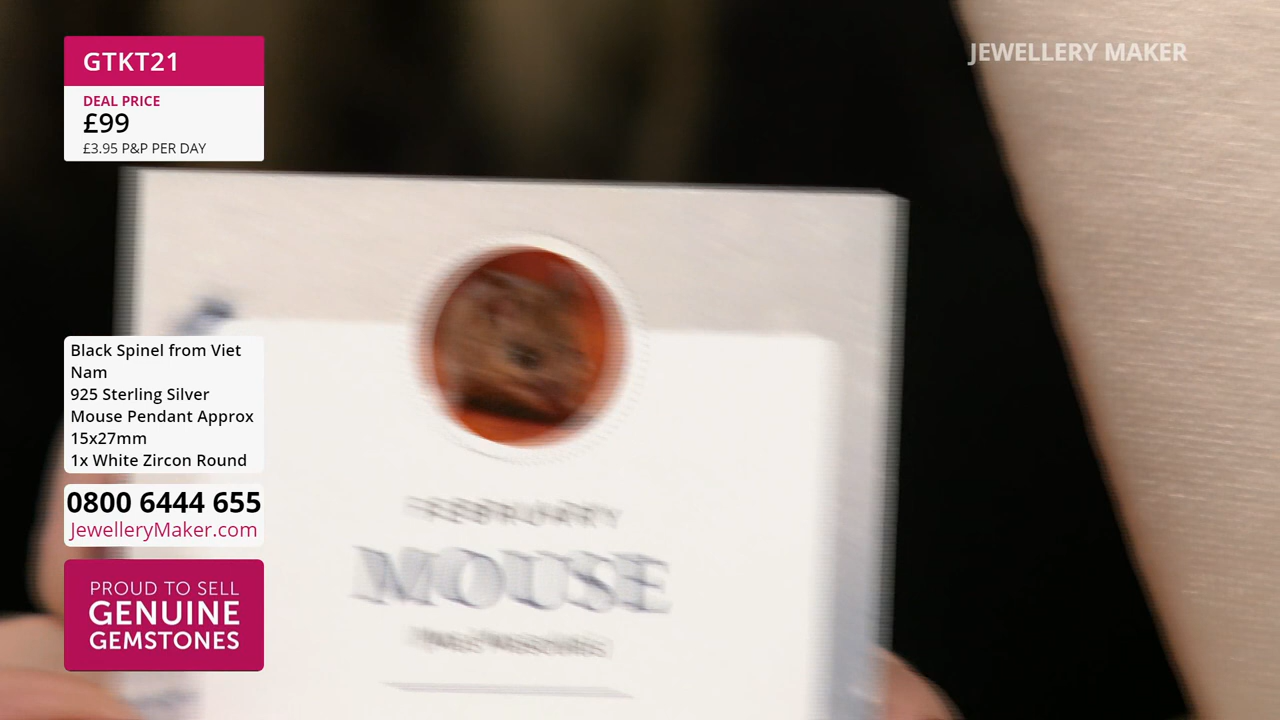 GTKT21
DEAL PRICE
£99
£3.95 P&P PER DAY
JEWELLERY MAKER
Black Spinel from Viet
Nam
925 Sterling Silver
Mouse Pendant Approx
15x27mm
1x White Zircon Round
0800 6444 655
JewelleryMaker.com
PROUD TO SELL
GENUINE
GEMSTONES
FEBRUARY
MOUSE